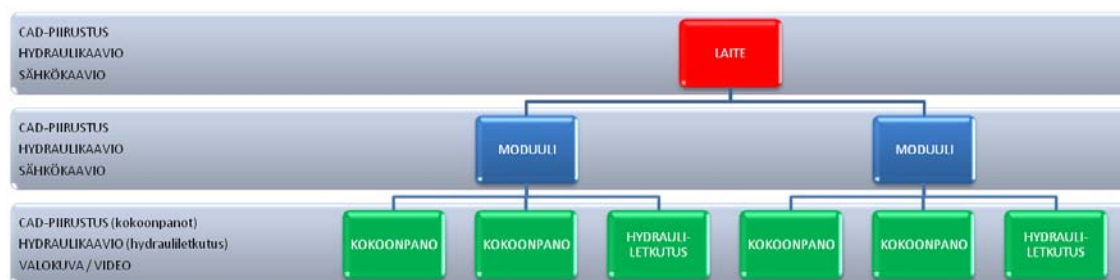 CAD-PIIRUSTUS
HYDRAULIKAAVIO
SÄHKÖKAAVIO
LAITE
CAD-PIIRUSTUS
HYDRAULIKAAVIO
SÄHKÖKAAVIO
MODUULI
MODUULI
CAD-PIIRUSTUS (kokoonpanot)
HYDRAULIKAAVIO (hydrauliletkutus)
VALOKUVA / VIDEO
KOKOONPANO
KOKOONPANO
HYDRAULI-
LETKUTUS
KOKOONPANO
KOKOONPANO
HYDRAULI-
LETKUTUS